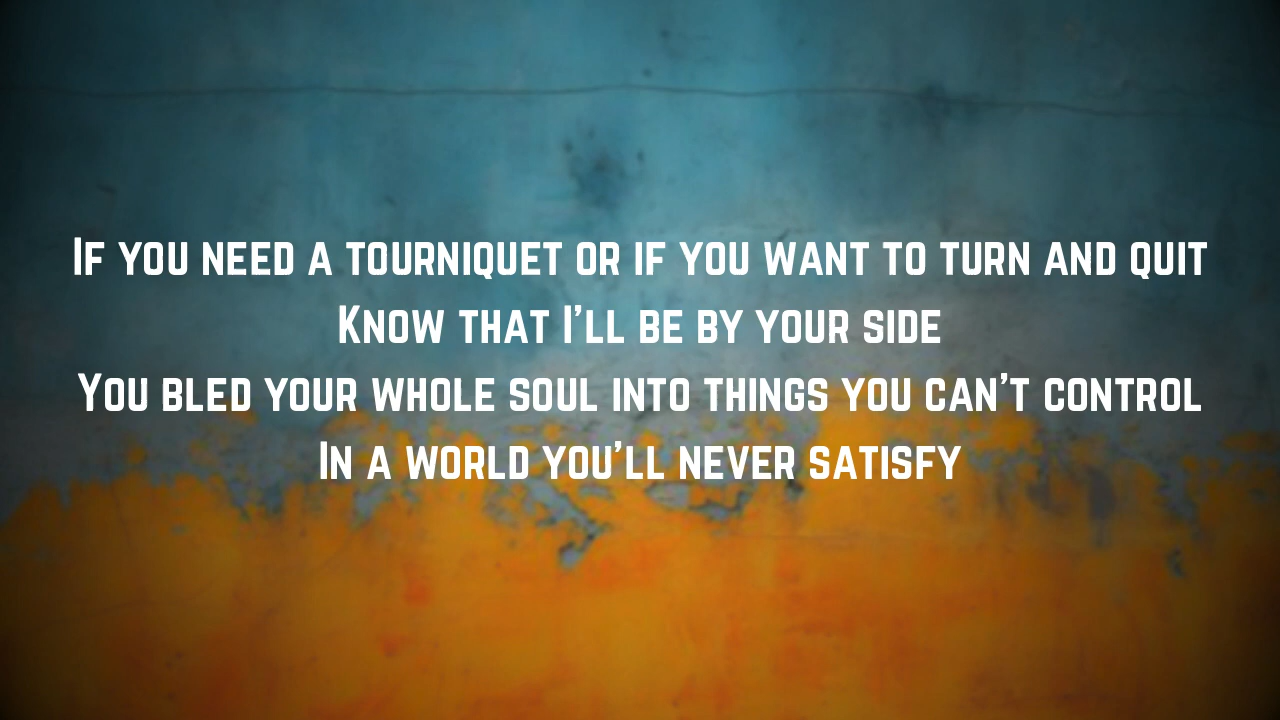 If you need a tourniquet or if you want to turn and quit
Know that I'll be by your side
You bled your whole soul into things you can't control
In a world you'll never satisfy